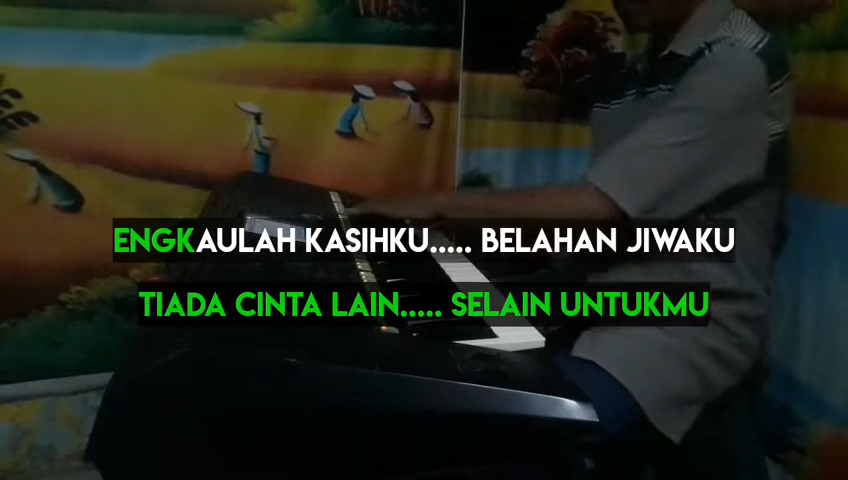 ENGKAULAH KASIHKU..... BELAHAN JIWAKU
TIADA CINTA LAIN..... SELAIN UNTUKMU